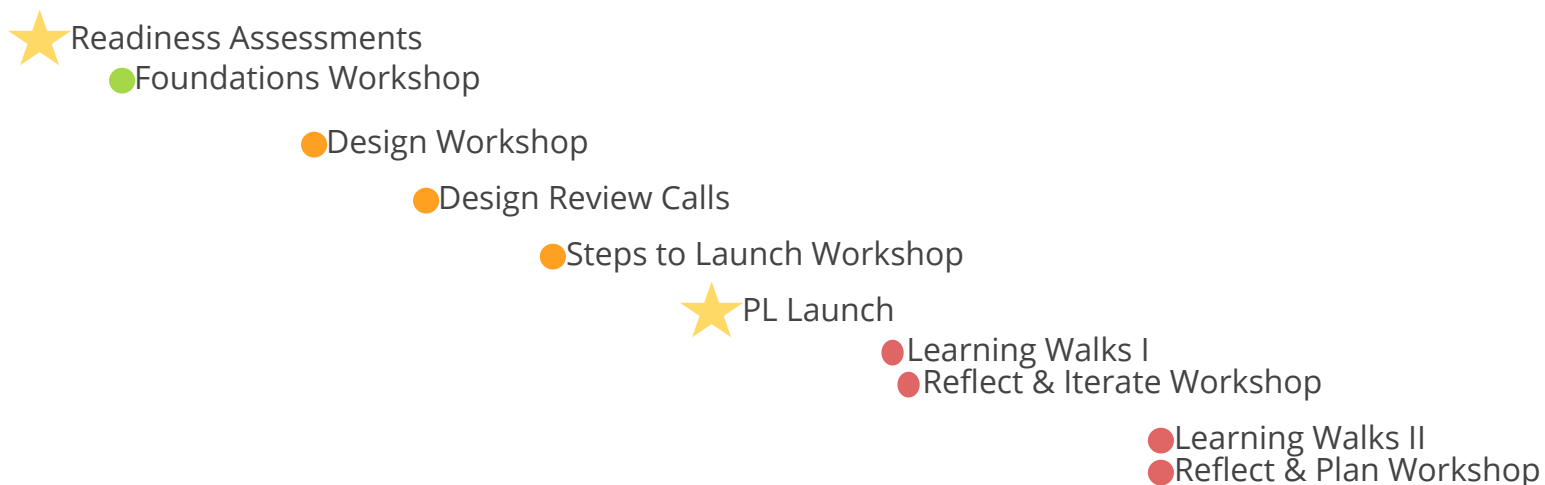 Readiness Assessments
Foundations Workshop
Design Workshop
Design Review Calls
Steps to Launch Workshop
PL Launch
Learning Walks I
Reflect & Iterate Workshop
Learning Walks II
Reflect & Plan Workshop